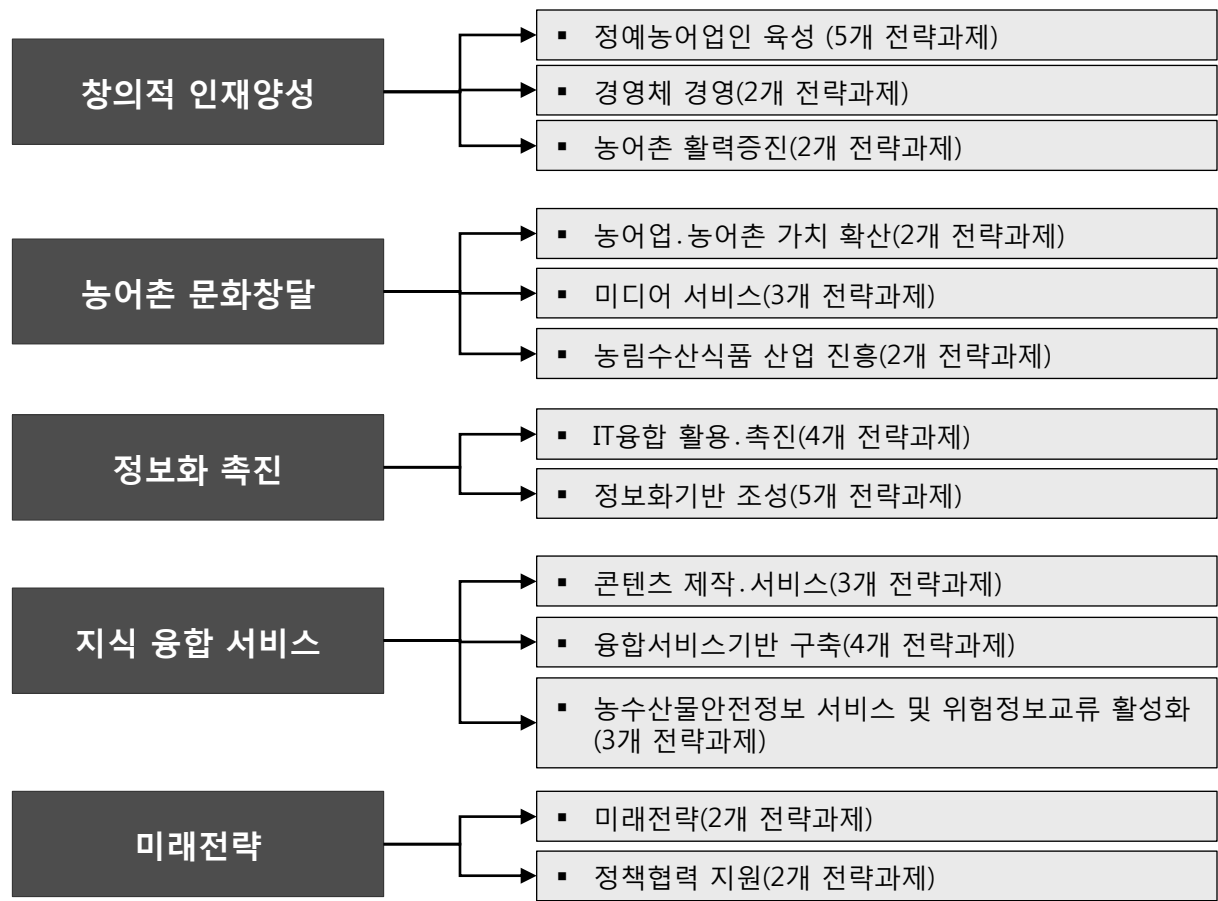 창의적 인재양성
▪ 정예농어업인 육성 (5개 전략과제)
▪ 경영체 경영(2개 전략과제)
▪ 농어촌 활력증진(2개 전략과제)
농어촌 문화창달
▪ 농어업.농어촌 가치 확산(2개 전략과제)
▪ 미디어 서비스(3개 전략과제)
▪ 농림수산식품 산업 진흥(2개 전략과제)
정보화 촉진
▪ IT융합 활용.촉진(4개 전략과제)
▪ 정보화기반 조성(5개 전략과제)
지식 융합 서비스
▪ 콘텐츠 제작.서비스(3개 전략과제)
▪ 융합서비스기반 구축(4개 전략과제)
▪ 농수산물안전정보 서비스 및 위험정보교류 활성화
(3개 전략과제)
미래전략
▪ 미래전략(2개 전략과제)
▪ 정책협력 지원(2개 전략과제)